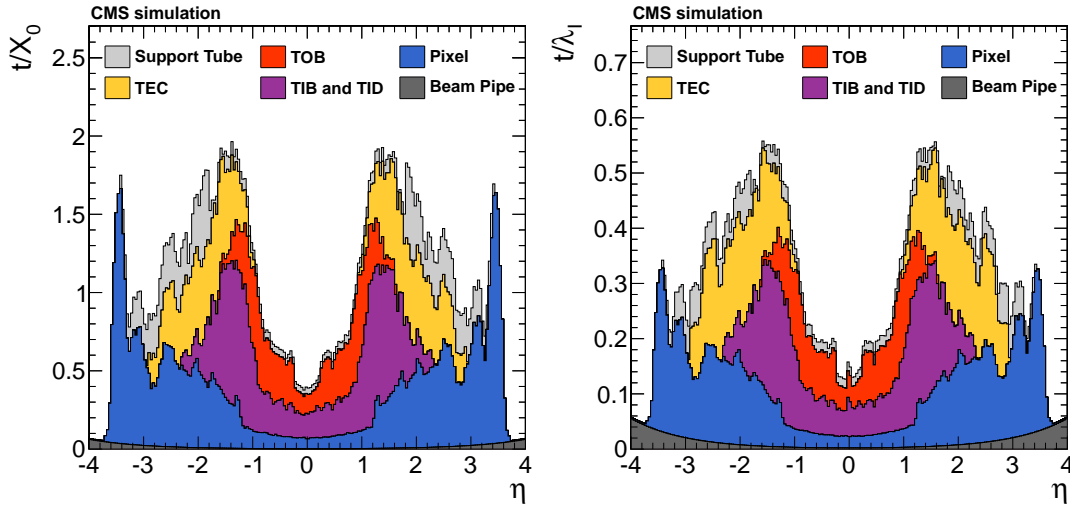 CMS simulation
t/X0
2.5
2
1.5
1
0.5
0
Support Tube
TOB
Pixel
TEC
TIB and TID
Beam Pipe
-4 -3 -2 -1 0 1 2 3 4
η
CMS simulation
t/λI
0.7
0.6
0.5
0.4
0.3
0.2
0.1
0
Support Tube
TOB
Pixel
TEC
TIB and TID
Beam Pipe
-4 -3 -2 -1 0 1 2 3 4
η